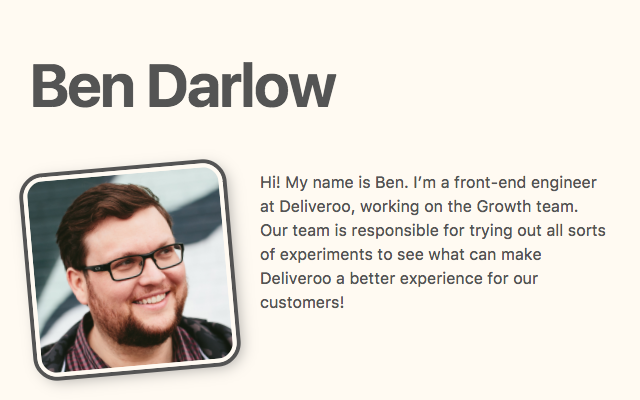 Ben Darlow
Hi! My name is Ben. I’m a front-end engineer
at Deliveroo, working on the Growth team.
Our team is responsible for trying out all sorts
of experiments to see what can make
Deliveroo a better experience for our
customers!